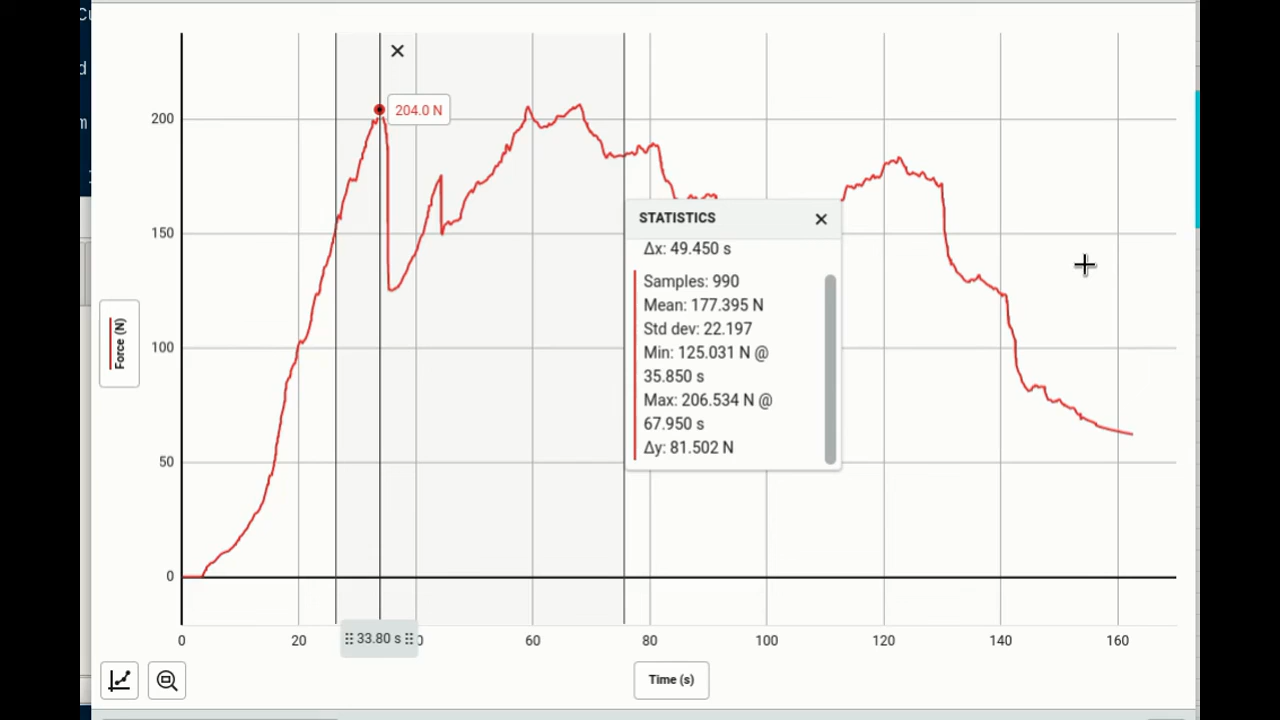 204.0 N
200
150
100
50
0
Force (N)
STATISTICS
Δx: 49.450 s
Samples: 990
Mean: 177.395 N
Std dev: 22.197
Min: 125.031 N @
35.850 s
Max: 206.534 N @
67.950 s
Δy: 81.502 N
33.80 s
0 20 60 80 100 120 140 160
Time (s)